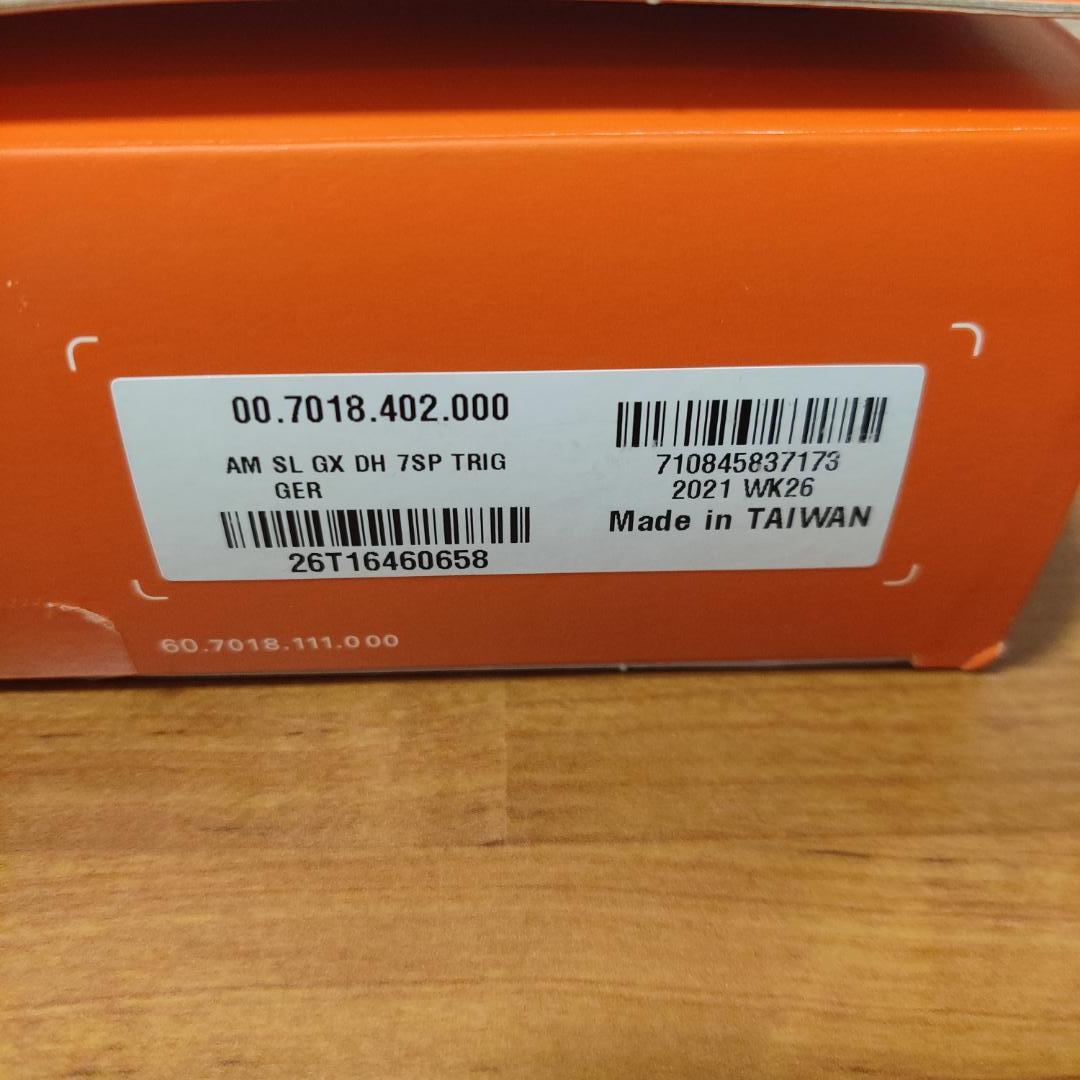 00.7018.402.000
AM SL GX DH 7SP TRIG
GER
26T16460658
710845837173
2021 WK26
Made in TAIWAN
60.7018.111.000